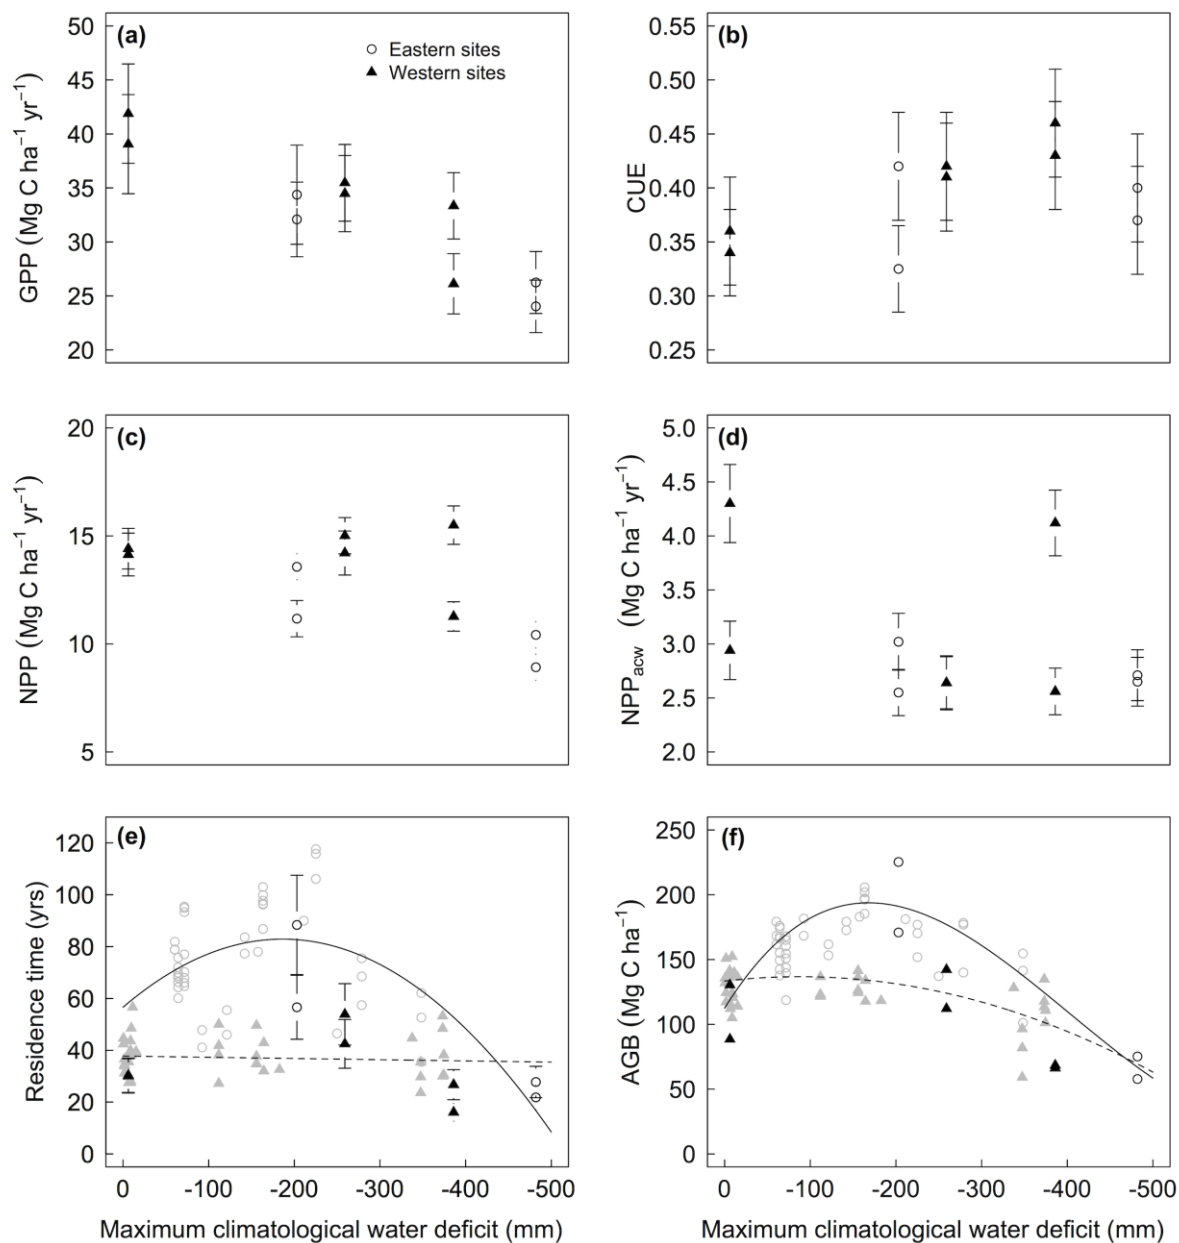 (a)
Eastern sites
Western sites
GPP (Mg C ha⁻¹ yr⁻¹)
50
45
40
35
30
25
20
(b)
CUE
0.55
0.50
0.45
0.40
0.35
0.30
0.25
(c)
NPP (Mg C ha⁻¹ yr⁻¹)
20
15
10
5
(d)
NPPacw (Mg C ha⁻¹ yr⁻¹)
5.0
4.5
4.0
3.5
3.0
2.5
2.0
(e)
Residence time (yrs)
120
100
80
60
40
20
0
0 -100 -200 -300 -400 -500
Maximum climatological water deficit (mm)
(f)
AGB (Mg C ha⁻¹)
250
200
150
100
50
0
0 -100 -200 -300 -400 -500
Maximum climatological water deficit (mm)